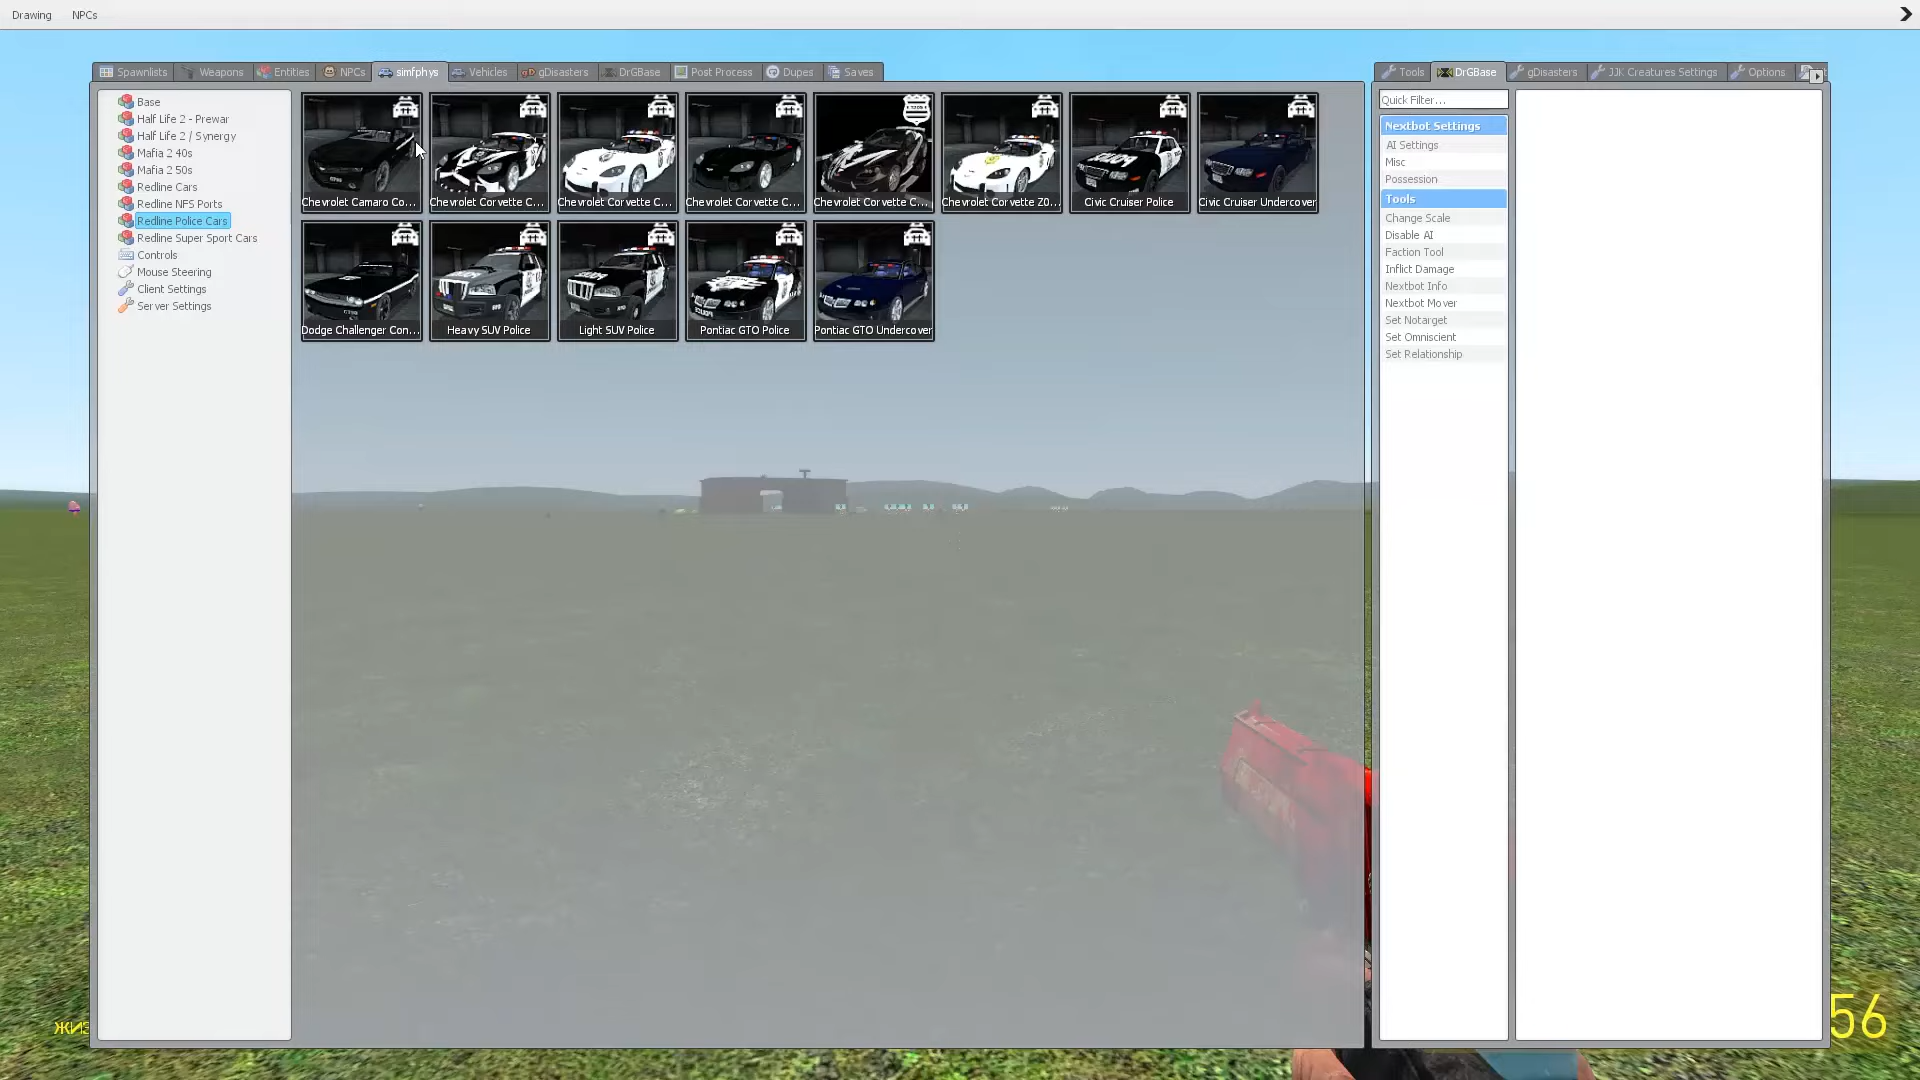 Drawing NPCs
Spawnlists Weapons Entities NPCs simfphys Vehicles gDisasters DrGBase Post Process Dupes Saves
Tools DrGBase gDisasters JJK Creatures Settings Options
Base
Half Life 2 - Prewar
Half Life 2 / Synergy
Mafia 2 40s
Mafia 2 50s
Redline Cars
Redline NFS Ports
Redline Police Cars
Redline Super Sport Cars
Controls
Mouse Steering
Client Settings
Server Settings
Chevrolet Camaro Co... Chevrolet Corvette C... Chevrolet Corvette C... Chevrolet Corvette C... Chevrolet Corvette C... Chevrolet Corvette Z0... Civic Cruiser Police Civic Cruiser Undercover
Dodge Challenger Con... Heavy SUV Police Light SUV Police Pontiac GTO Police Pontiac GTO Undercover
Quick Filter...
Nextbot Settings
AI Settings
Misc
Possession
Tools
Change Scale
Disable AI
Faction Tool
Inflict Damage
Nextbot Info
Nextbot Mover
Set Notarget
Set Omniscient
Set Relationship
56